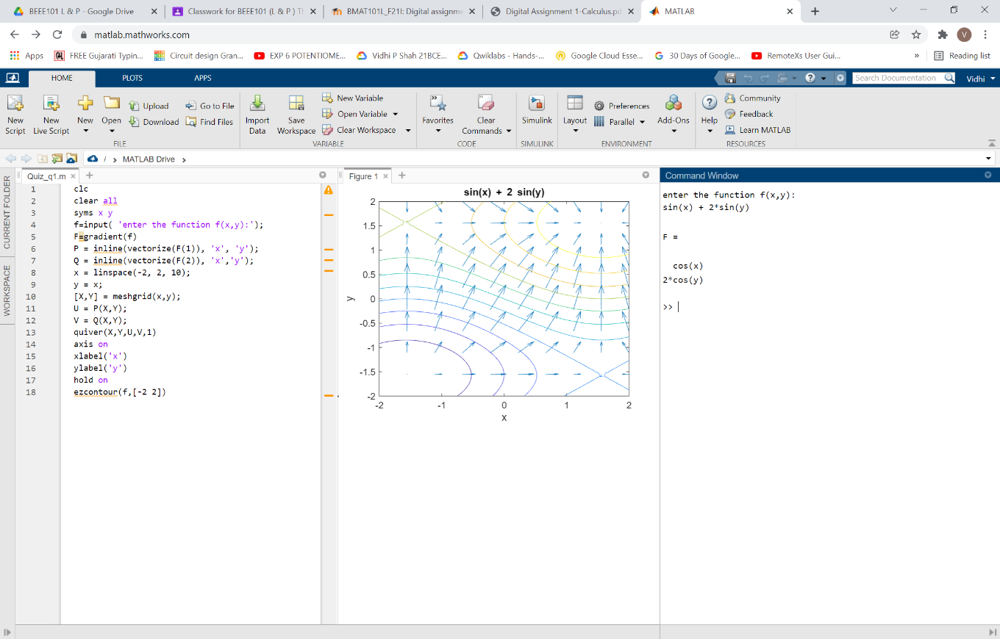 BEEE101 L & P - Google Drive
Classwork for BEEE101 (L & P ) Tl
BMAT101L_F21I: Digital assignme
Digital Assignment 1-Calculus.pd
MATLAB
matlab.mathworks.com
V
Apps
FREE Gujarati Typin...
Circuit design Gran...
EXP 6 POTENTIOME...
Vidhi P Shah 21BCE...
Qwiklabs - Hands-...
Google Cloud Esse...
30 Days of Google...
RemoteXs User Gui...
»
Reading list
HOME
PLOTS
APPS
Search Documentation
Vidhi
New Script
New Live Script
New
Open
Upload
Download
Go to File
Find Files
FILE
Import Data
Save Workspace
New Variable
Open Variable
Clear Workspace
VARIABLE
Favorites
Clear Commands
CODE
Simulink
SIMULINK
Layout
Preferences
Parallel
Add-Ons
ENVIRONMENT
Help
Community
Feedback
Learn MATLAB
RESOURCES
/ > MATLAB Drive >
CURRENT FOLDER
WORKSPACE
Quiz_q1.m
1 clc
2 clear all
3 syms x y
4 f=input( 'enter the function f(x,y):');
5 F=gradient(f)
6 P = inline(vectorize(F(1)), 'x', 'y');
7 Q = inline(vectorize(F(2)), 'x','y');
8 x = linspace(-2, 2, 10);
9 y = x;
10 [X,Y] = meshgrid(x,y);
11 U = P(X,Y);
12 V = Q(X,Y);
13 quiver(X,Y,U,V,1)
14 axis on
15 xlabel('x')
16 ylabel('y')
17 hold on
18 ezcontour(f,[-2 2])
Figure 1
sin(x) + 2 sin(y)
2
1.5
1
0.5
0
-0.5
-1
-1.5
-2
y
-2 -1 0 1 2
x
Command Window
enter the function f(x,y):
sin(x) + 2*sin(y)
F =
cos(x)
2*cos(y)
>>